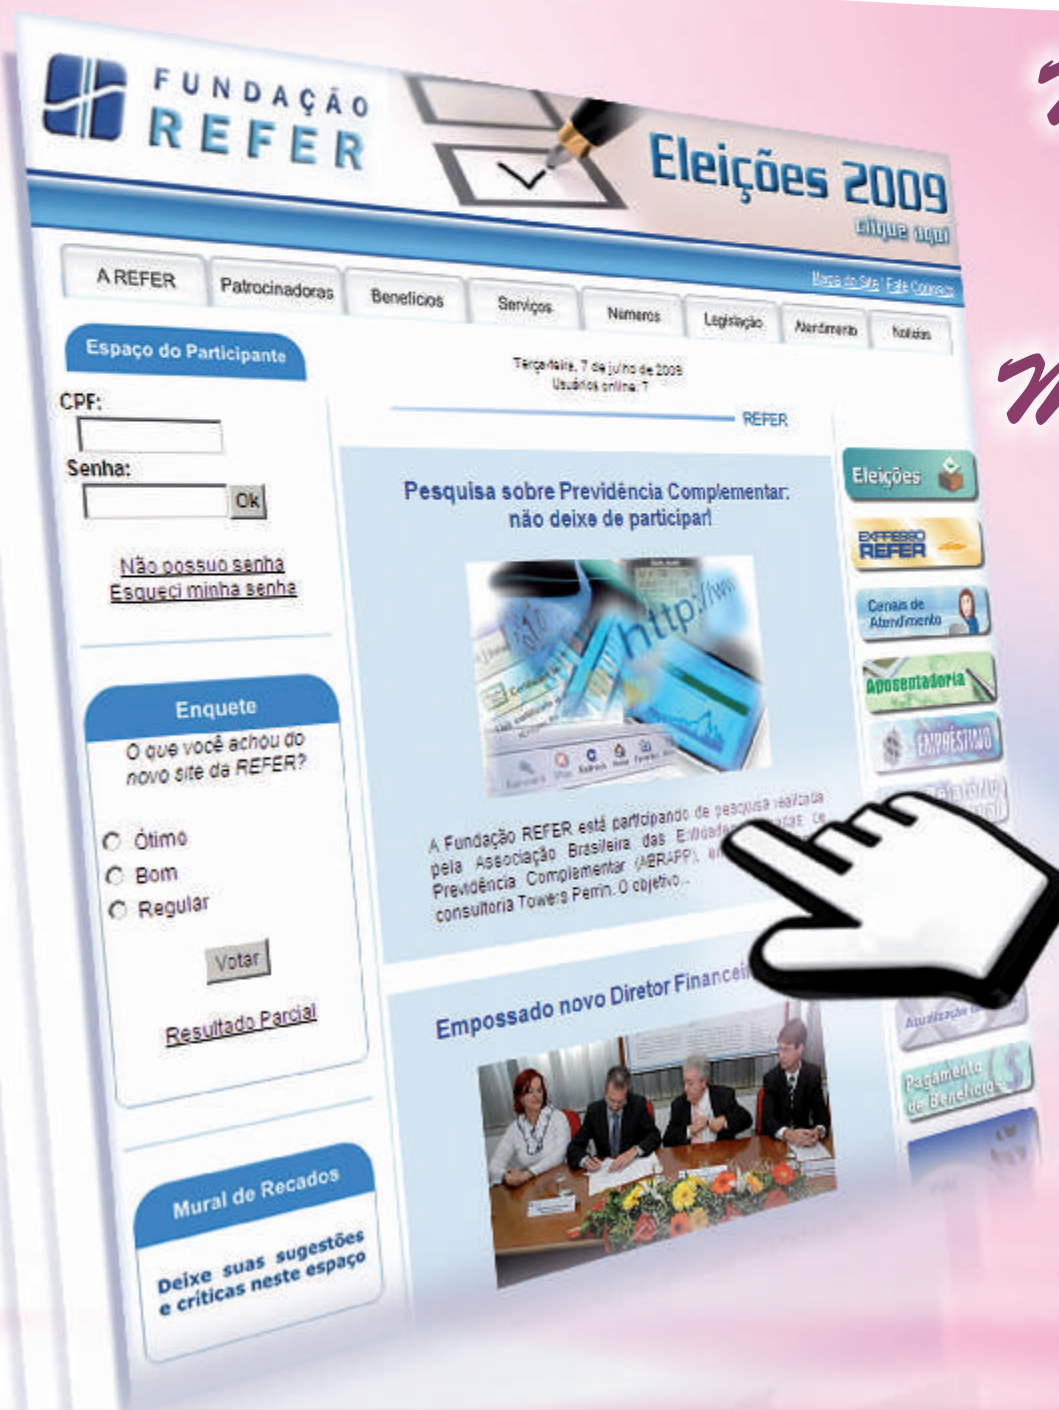 FUNDAÇÃO
REFER
Eleições 2009
clique aqui
Mapa do Site | Fale Conosco
A REFER
Patrocinadoras
Benefícios
Serviços
Números
Legislação
Atendimento
Notícias
Terça-feira, 7 de julho de 2009
Usuários online: 7
REFER
Espaço do Participante
CPF:
Senha:
Ok
Não possuo senha
Esqueci minha senha
Enquete
O que você achou do
novo site da REFER?
Ótimo
Bom
Regular
Votar
Resultado Parcial
Mural de Recados
Deixe suas sugestões
e críticas neste espaço
Pesquisa sobre Previdência Complementar:
não deixe de participar!
http://ww
A Fundação REFER está participando de pesquisa realizada
pela Associação Brasileira das Entidades
Previdência Complementar (ABRAPP),
consultoria Towers Perrin. O objetivo...
Empossado novo Diretor Financei
Eleições
EXPRESSO
REFER
Canais de
Atendimento
Aposentadoria
EMPRÉSTIMO
Atualização
Pagamento
de Benefícios